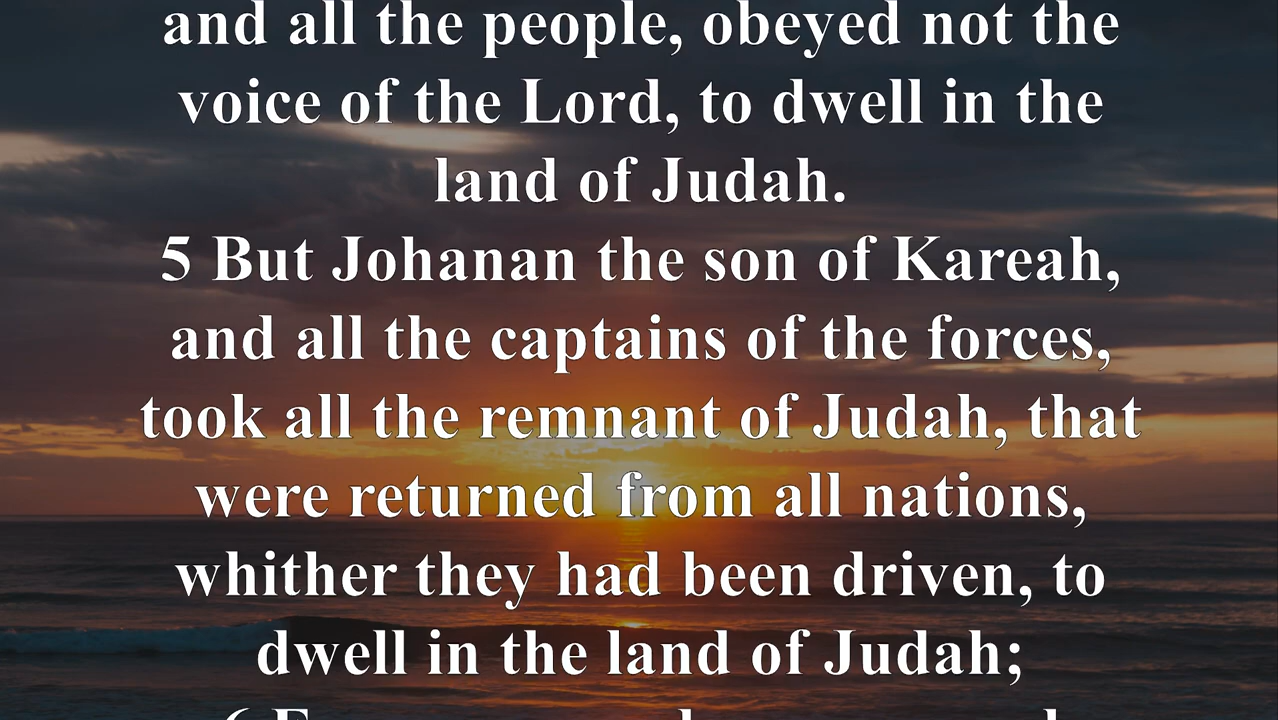 and all the people, obeyed not the
voice of the Lord, to dwell in the
land of Judah.
5 But Johanan the son of Kareah,
and all the captains of the forces,
took all the remnant of Judah, that
were returned from all nations,
whither they had been driven, to
dwell in the land of Judah;